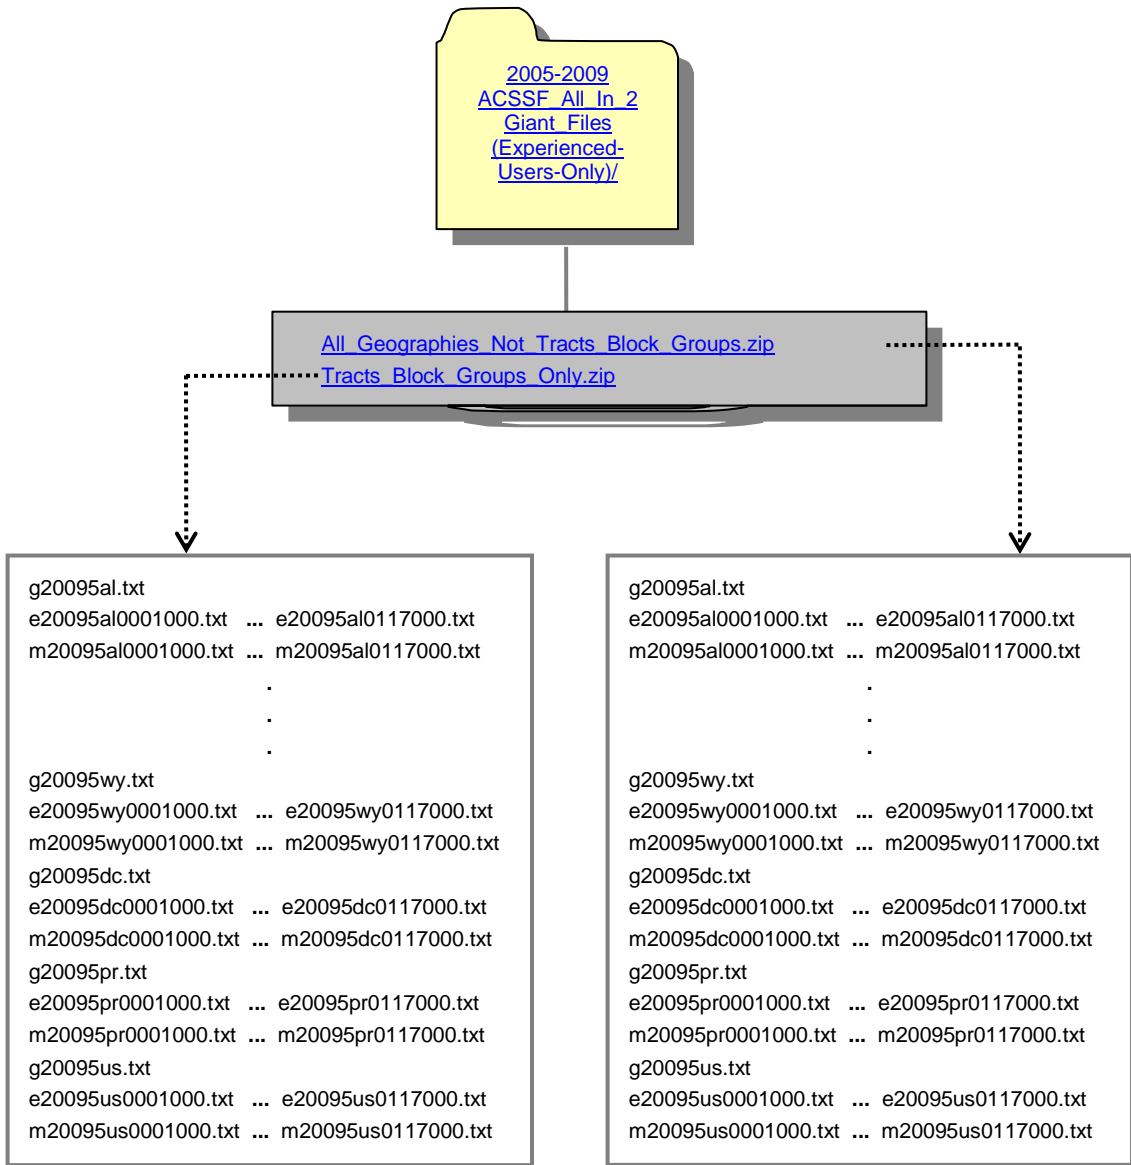 2005-2009
ACSSF_All_In_2
Giant_Files
(Experienced-
Users-Only)/
All_Geographies_Not_Tracts_Block_Groups.zip
Tracts_Block_Groups_Only.zip
g20095al.txt
e20095al0001000.txt ... e20095al0117000.txt
m20095al0001000.txt ... m20095al0117000.txt
.
.
.
g20095wy.txt
e20095wy0001000.txt ... e20095wy0117000.txt
m20095wy0001000.txt ... m20095wy0117000.txt
g20095dc.txt
e20095dc0001000.txt ... e20095dc0117000.txt
m20095dc0001000.txt ... m20095dc0117000.txt
g20095pr.txt
e20095pr0001000.txt ... e20095pr0117000.txt
m20095pr0001000.txt ... m20095pr0117000.txt
g20095us.txt
e20095us0001000.txt ... e20095us0117000.txt
m20095us0001000.txt ... m20095us0117000.txt
g20095al.txt
e20095al0001000.txt ... e20095al0117000.txt
m20095al0001000.txt ... m20095al0117000.txt
.
.
.
g20095wy.txt
e20095wy0001000.txt ... e20095wy0117000.txt
m20095wy0001000.txt ... m20095wy0117000.txt
g20095dc.txt
e20095dc0001000.txt ... e20095dc0117000.txt
m20095dc0001000.txt ... m20095dc0117000.txt
g20095pr.txt
e20095pr0001000.txt ... e20095pr0117000.txt
m20095pr0001000.txt ... m20095pr0117000.txt
g20095us.txt
e20095us0001000.txt ... e20095us0117000.txt
m20095us0001000.txt ... m20095us0117000.txt